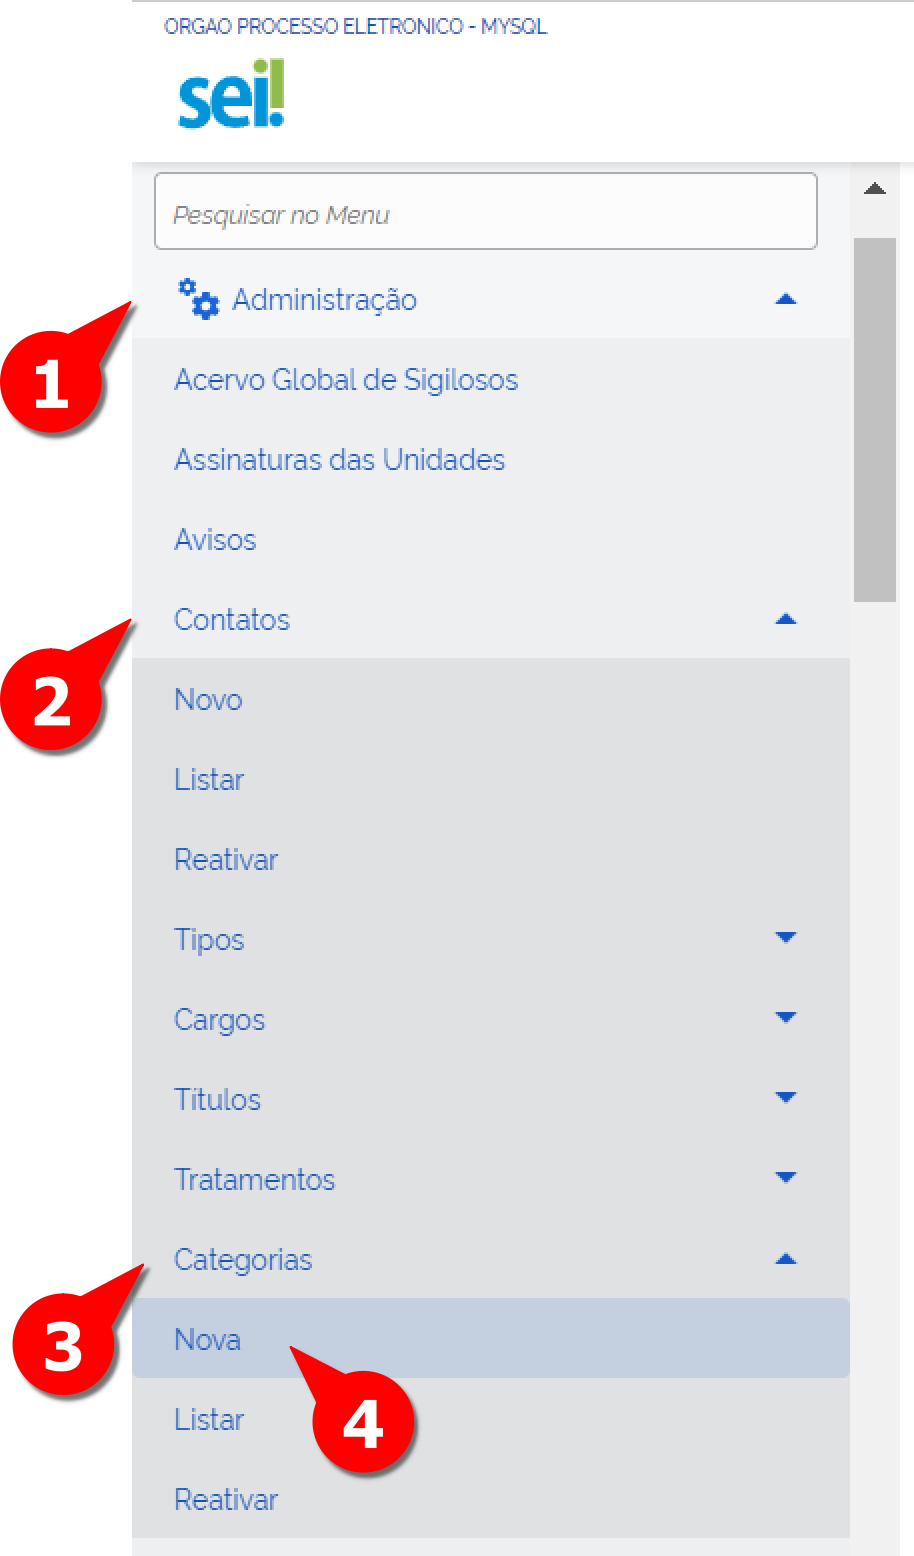 ORGAO PROCESSO ELETRONICO - MYSQL
sei!
Pesquisar no Menu
Administração
1
Acervo Global de Sigilosos
Assinaturas das Unidades
Avisos
Contatos
2
Novo
Listar
Reativar
Tipos
Cargos
Títulos
Tratamentos
Categorias
3
Nova
4
Listar
Reativar